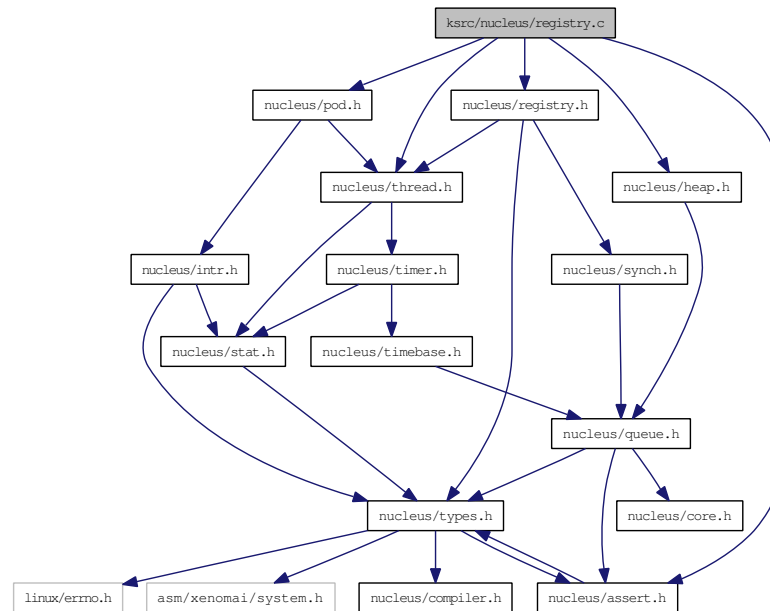 ksrc/nucleus/registry.c
nucleus/pod.h
nucleus/registry.h
nucleus/thread.h
nucleus/heap.h
nucleus/intr.h
nucleus/timer.h
nucleus/synch.h
nucleus/stat.h
nucleus/timebase.h
nucleus/queue.h
nucleus/types.h
nucleus/core.h
linux/errno.h
asm/xenomai/system.h
nucleus/compiler.h
nucleus/assert.h